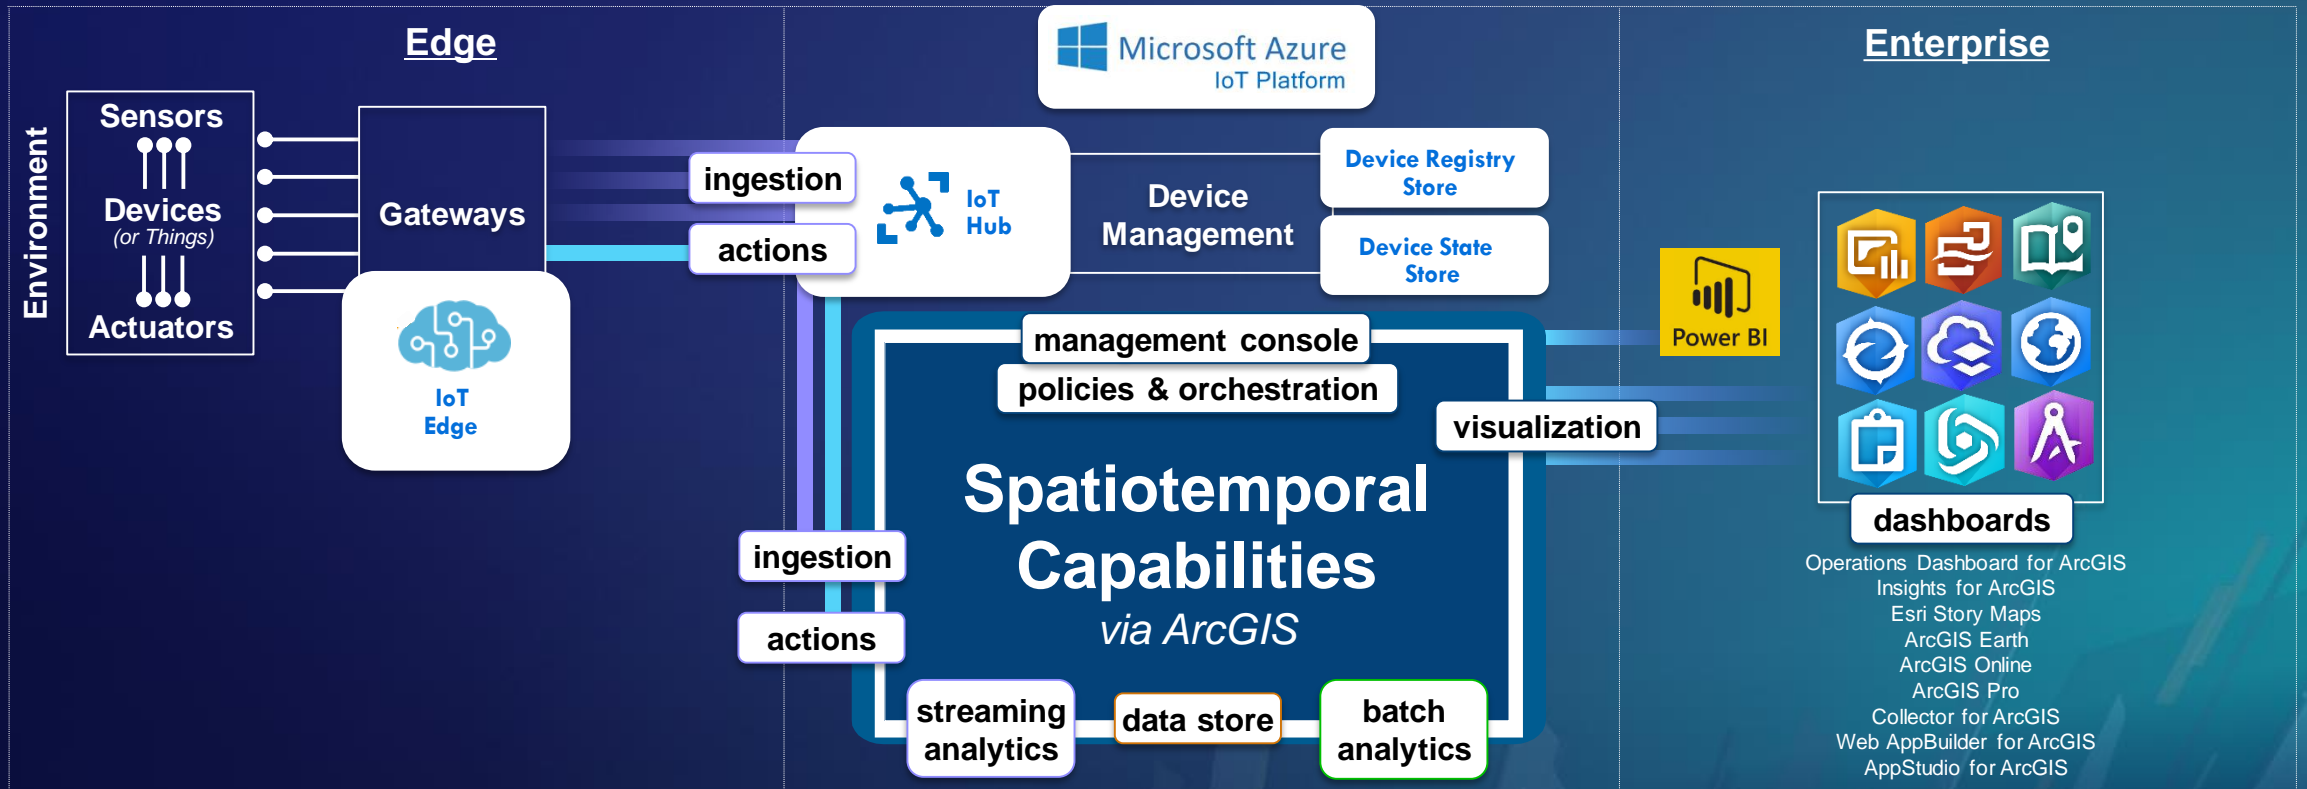 Edge
Microsoft Azure
IoT Platform
Enterprise
Environment
Sensors
Devices
(or Things)
Actuators
Gateways
IoT
Edge
ingestion
actions
IoT
Hub
Device
Management
Device Registry
Store
Device State
Store
management console
policies & orchestration
visualization
Spatiotemporal
Capabilities
via ArcGIS
ingestion
actions
streaming
analytics
data store
batch
analytics
Power BI
dashboards
Operations Dashboard for ArcGIS
Insights for ArcGIS
Esri Story Maps
ArcGIS Earth
ArcGIS Online
ArcGIS Pro
Collector for ArcGIS
Web AppBuilder for ArcGIS
AppStudio for ArcGIS